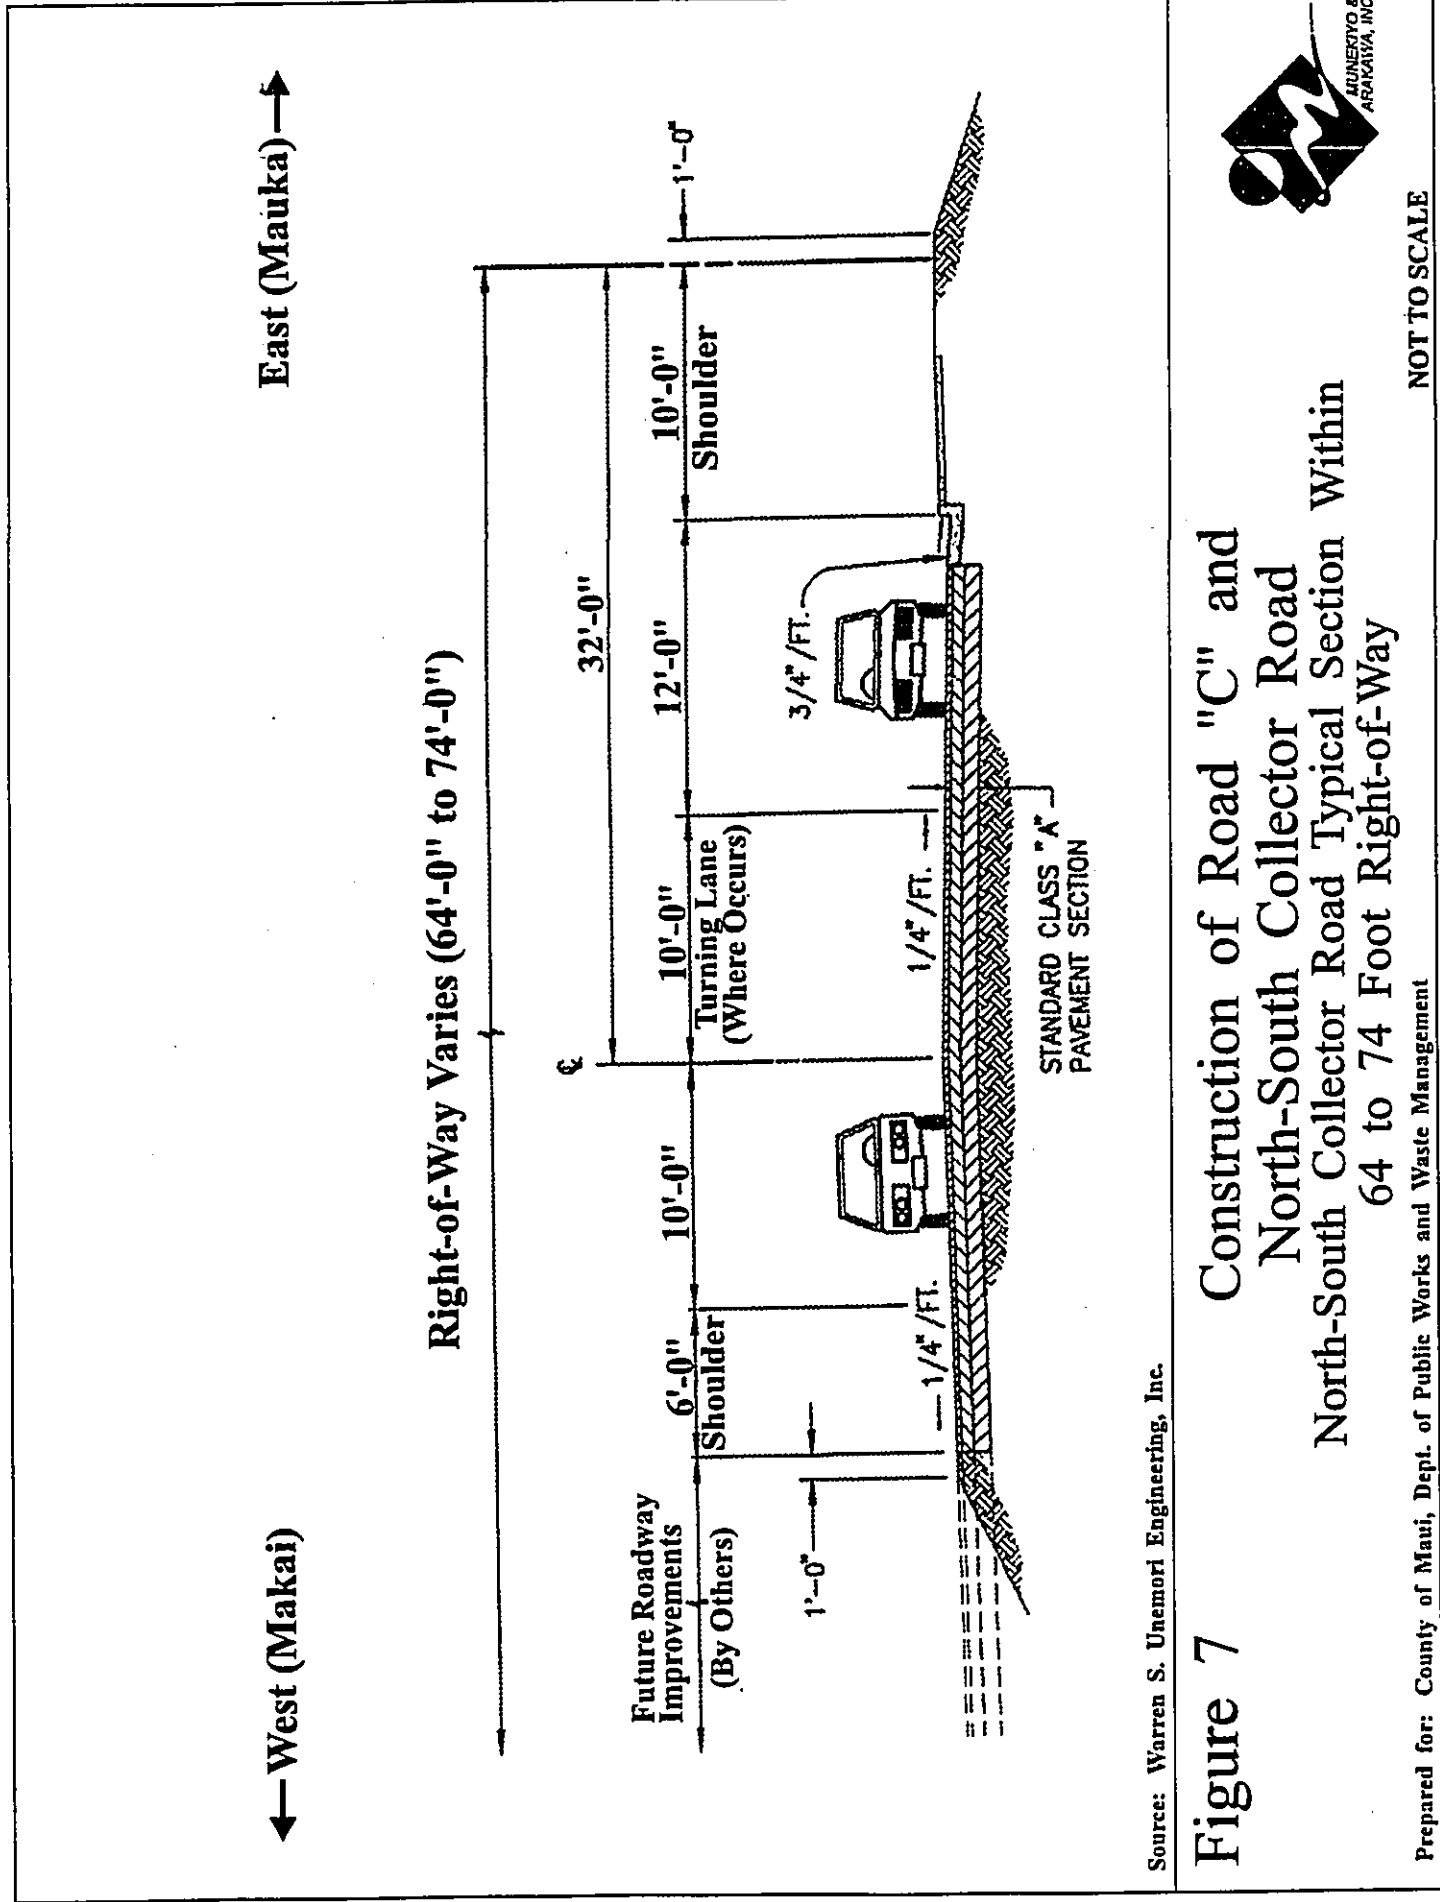 ←West (Makai)
East (Mauka)→
Right-of-Way Varies (64'-0" to 74'-0")
32'-0"
Future Roadway
Improvements
(By Others)
6'-0"
Shoulder
10'-0"
10'-0"
Turning Lane
(Where Occurs)
12'-0"
10'-0"
Shoulder
1'-0"
1'-0"
1/4"/FT.
1/4"/FT.
3/4"/FT.
STANDARD CLASS "A"
PAVEMENT SECTION
Source: Warren S. Unemori Engineering, Inc.
Figure 7
Construction of Road "C" and
North-South Collector Road
North-South Collector Road Typical Section Within
64 to 74 Foot Right-of-Way
NOT TO SCALE
Prepared for: County of Maui, Dept. of Public Works and Waste Management
MUNEKIYO &
ARAKAWA, INC